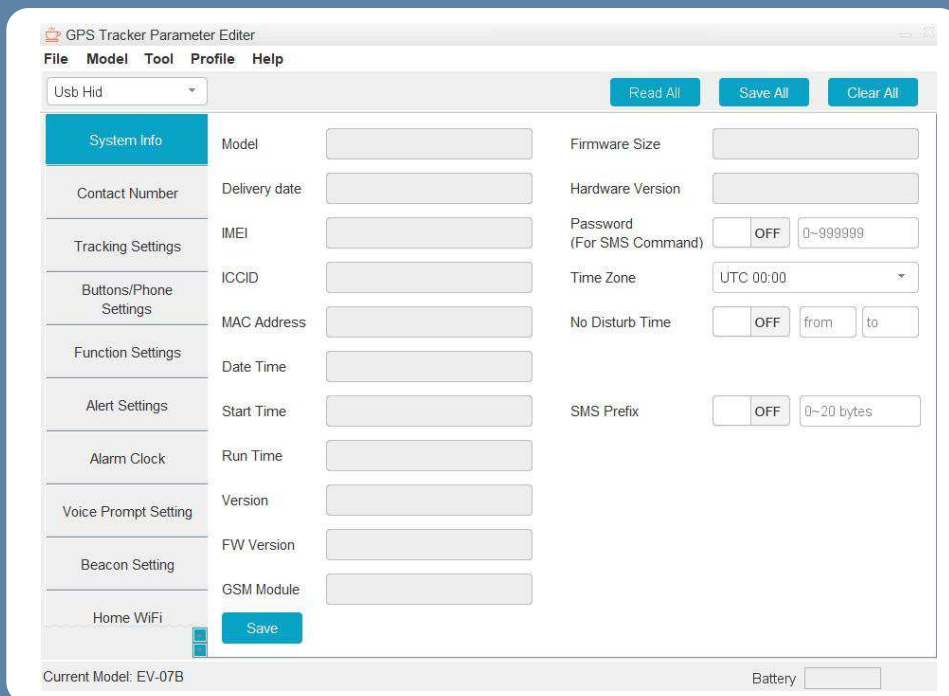 GPS Tracker Parameter Editer
File Model Tool Profile Help
Usb Hid
Read All Save All Clear All
System Info
Contact Number
Tracking Settings
Buttons/Phone
Settings
Function Settings
Alert Settings
Alarm Clock
Voice Prompt Setting
Beacon Setting
Home WiFi
Model
Delivery date
IMEI
ICCID
MAC Address
Date Time
Start Time
Run Time
Version
FW Version
GSM Module
Save
Firmware Size
Hardware Version
Password
(For SMS Command) OFF 0~999999
Time Zone UTC 00:00
No Disturb Time OFF from to
SMS Prefix OFF 0~20 bytes
Current Model: EV-07B
Battery